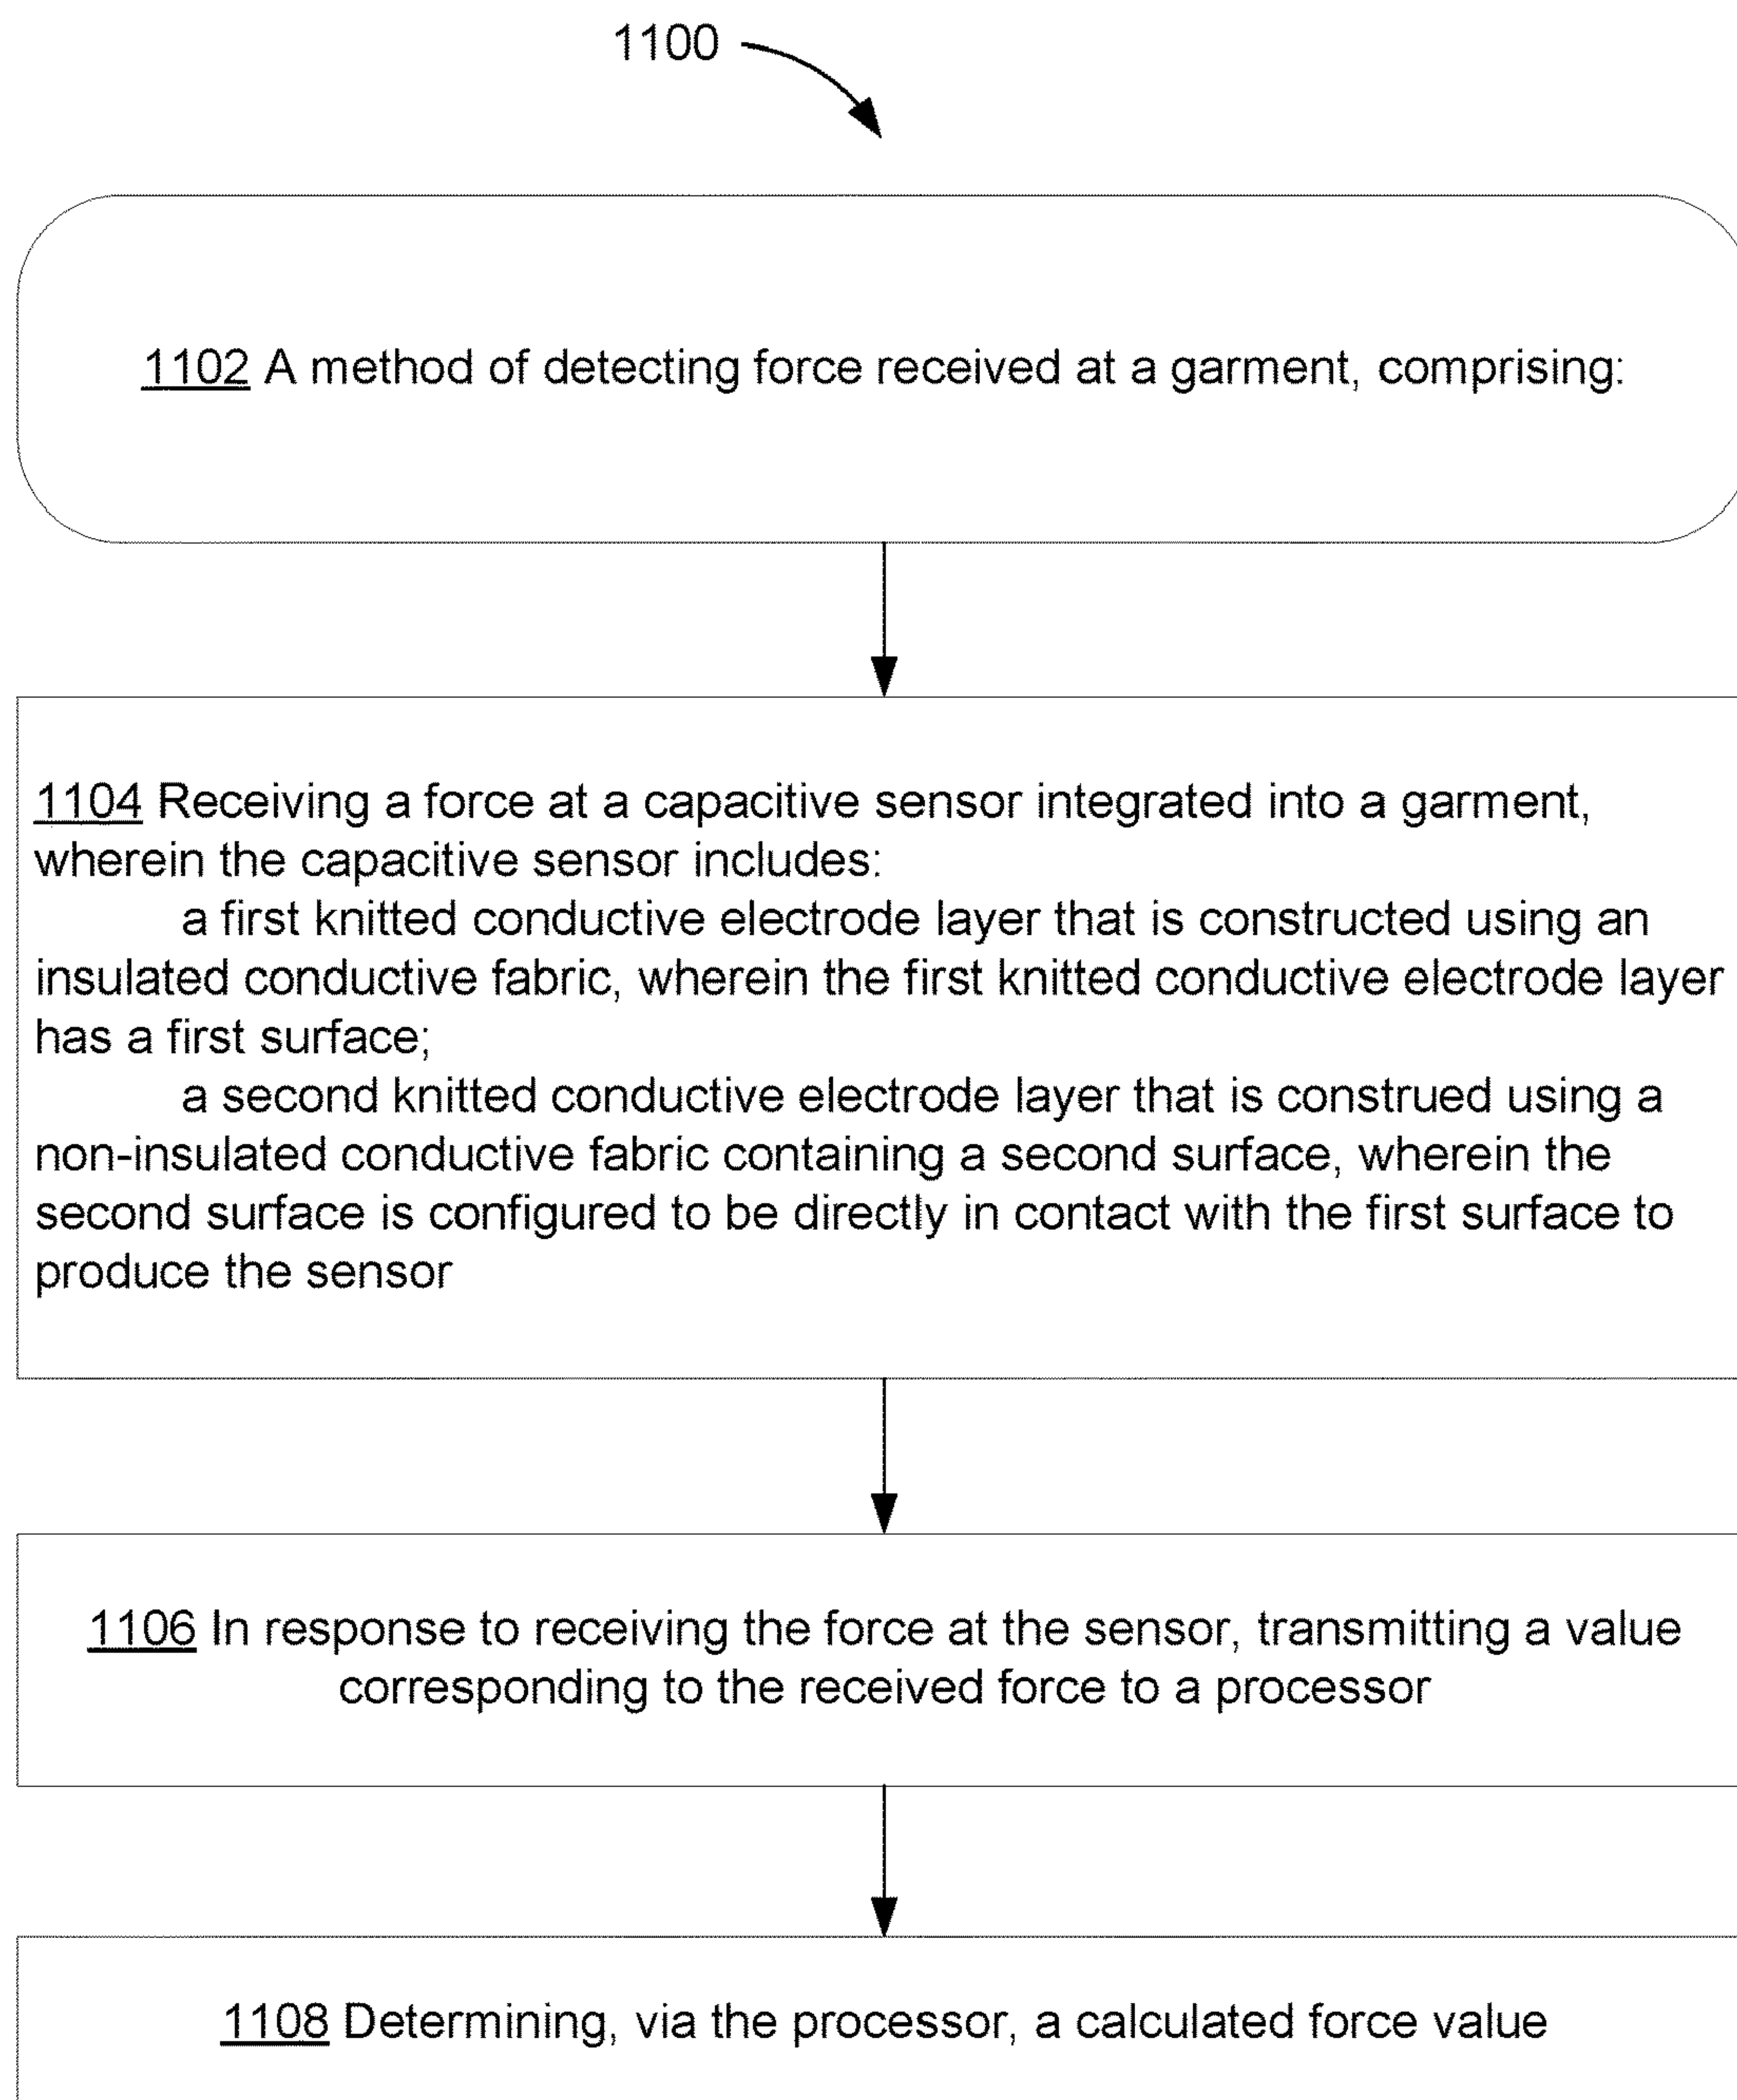 1100
1102 A method of detecting force received at a garment, comprising:
1104 Receiving a force at a capacitive sensor integrated into a garment,
wherein the capacitive sensor includes:
a first knitted conductive electrode layer that is constructed using an
insulated conductive fabric, wherein the first knitted conductive electrode layer
has a first surface;
a second knitted conductive electrode layer that is construed using a
non-insulated conductive fabric containing a second surface, wherein the
second surface is configured to be directly in contact with the first surface to
produce the sensor
1106 In response to receiving the force at the sensor, transmitting a value
corresponding to the received force to a processor
1108 Determining, via the processor, a calculated force value